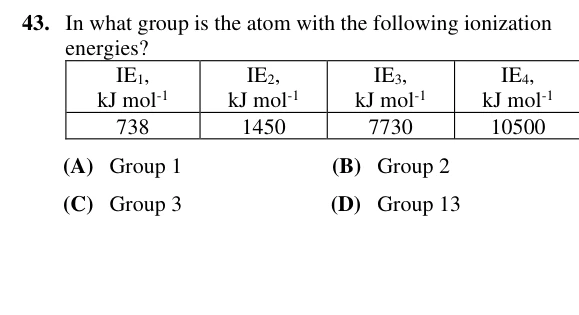 43. In what group is the atom with the following ionization
energies?
IE₁, IE₂, IE₃, IE₄,
kJ mol⁻¹ kJ mol⁻¹ kJ mol⁻¹ kJ mol⁻¹
738 1450 7730 10500
(A) Group 1 (B) Group 2
(C) Group 3 (D) Group 13